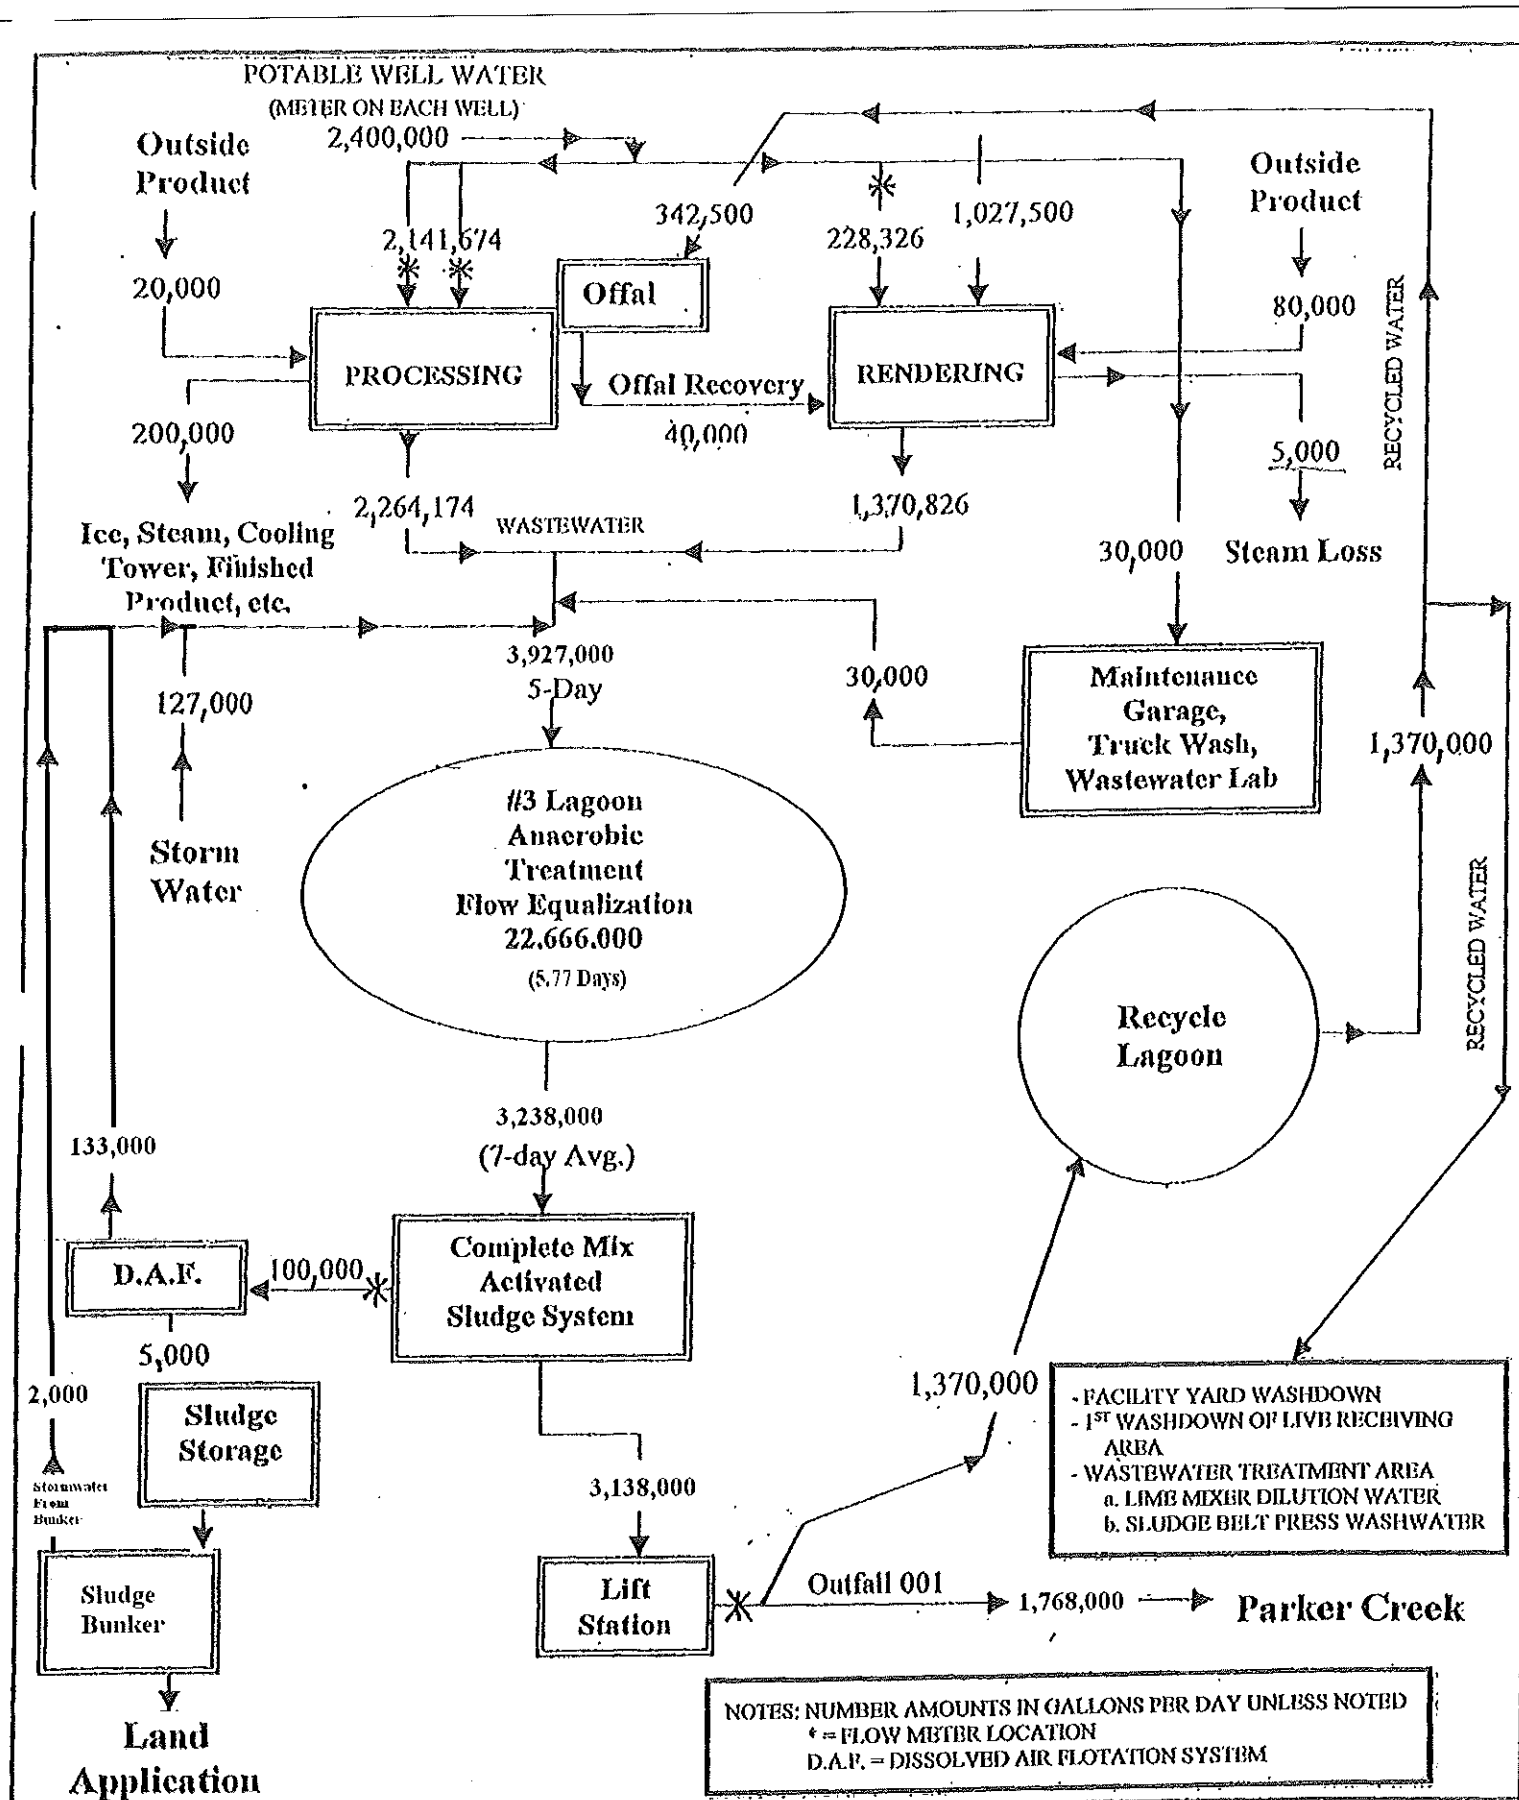 POTABLE WELL WATER
(METER ON EACH WELL)
2,400,000
Outside
Product
20,000
2,141,674
342,500
Offal
228,326
1,027,500
Outside
Product
80,000
RECYCLED WATER
PROCESSING
Offal Recovery
40,000
RENDERING
200,000
Ice, Steam, Cooling
Tower, Finished
Product, etc.
2,264,174
WASTEWATER
1,370,826
5,000
Steam Loss
30,000
3,927,000
5-Day
30,000
Maintenance
Garage,
Truck Wash,
Wastewater Lab
1,370,000
127,000
Storm
Water
#3 Lagoon
Anaerobic
Treatment
Flow Equalization
22.666.000
(5.77 Days)
Recycle
Lagoon
RECYCLED WATER
3,238,000
(7-day Avg.)
133,000
D.A.F.
100,000
Complete Mix
Activated
Sludge System
5,000
2,000
Sludge
Storage
Stormwater
From
Bunker
Sludge
Bunker
Land
Application
3,138,000
Lift
Station
1,370,000
Outfall 001
1,768,000
Parker Creek
- FACILITY YARD WASHDOWN
- 1ST WASHDOWN OF LIVE RECEIVING
AREA
- WASTEWATER TREATMENT AREA
a. LIME MIXER DILUTION WATER
b. SLUDGE BELT PRESS WASHWATER
NOTES: NUMBER AMOUNTS IN GALLONS PER DAY UNLESS NOTED
* = FLOW METER LOCATION
D.A.F. = DISSOLVED AIR FLOTATION SYSTEM